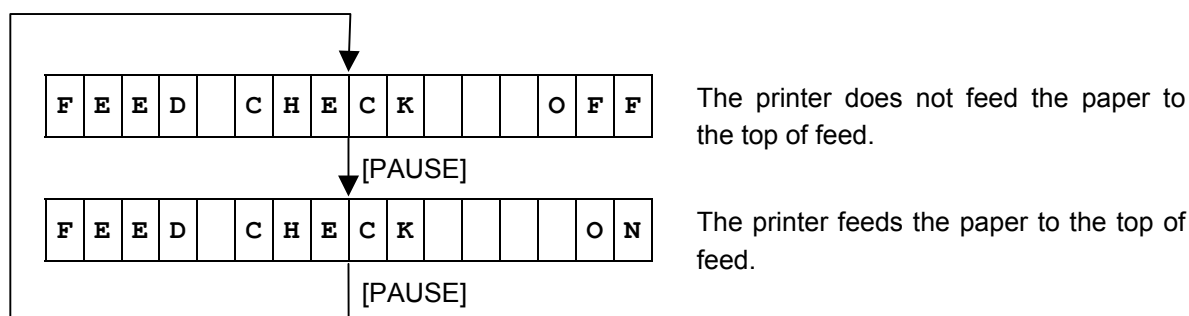 FEED CHECK OFF
The printer does not feed the paper to
the top of feed.
[PAUSE]
FEED CHECK ON
The printer feeds the paper to the top of
feed.
[PAUSE]